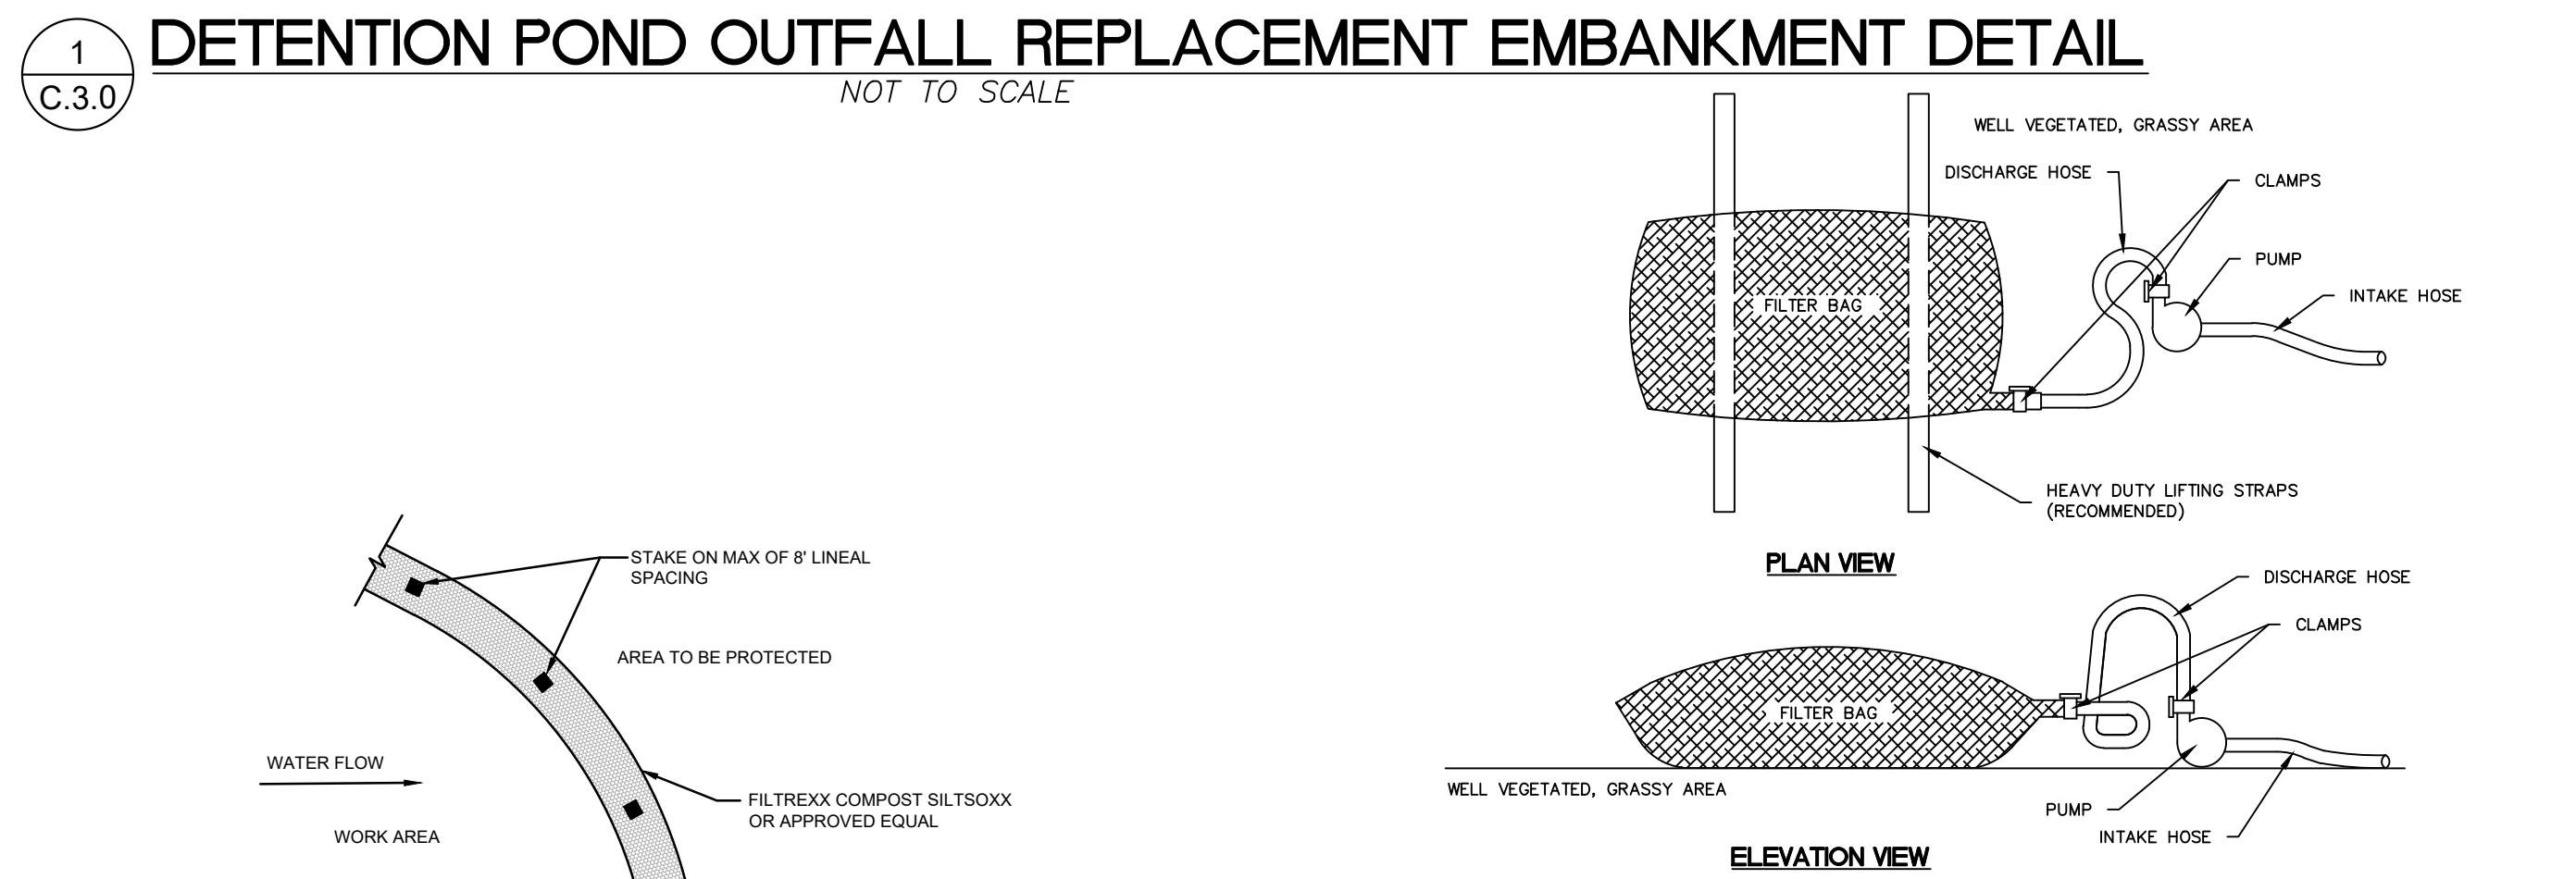 1
C.3.0
DETENTION POND OUTFALL REPLACEMENT EMBANKMENT DETAIL
NOT TO SCALE
WELL VEGETATED, GRASSY AREA
DISCHARGE HOSE
CLAMPS
PUMP
INTAKE HOSE
FILTER BAG
HEAVY DUTY LIFTING STRAPS
(RECOMMENDED)
PLAN VIEW
STAKE ON MAX OF 8' LINEAL
SPACING
AREA TO BE PROTECTED
WATER FLOW
WORK AREA
FILTREXX COMPOST SILTSOXX
OR APPROVED EQUAL
DISCHARGE HOSE
CLAMPS
FILTER BAG
WELL VEGETATED, GRASSY AREA
PUMP
INTAKE HOSE
ELEVATION VIEW